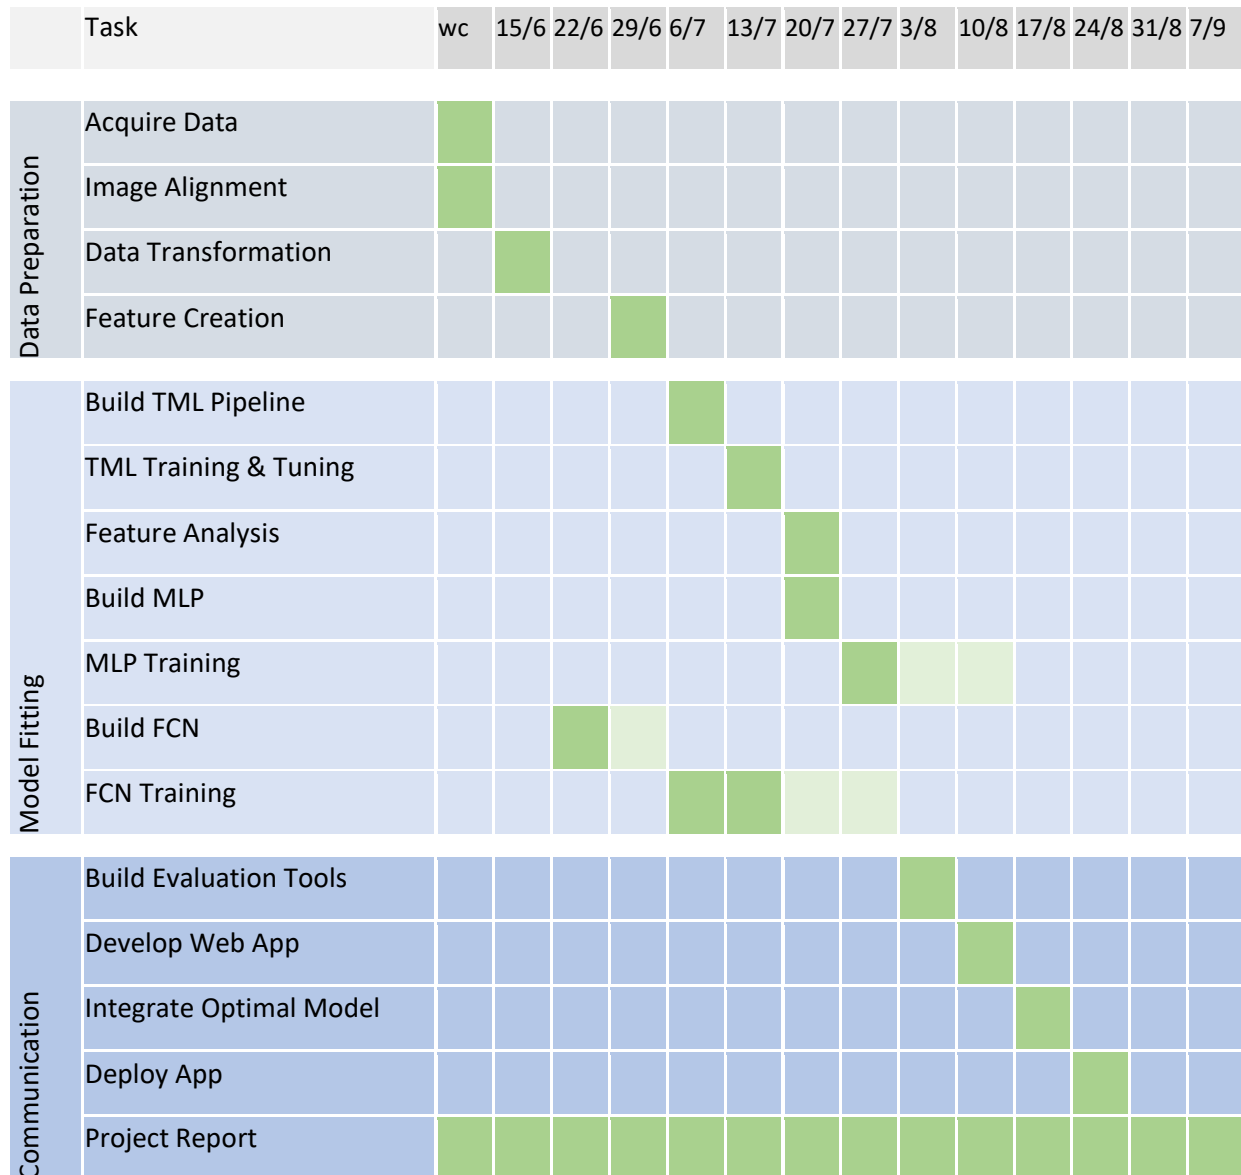 Task wc 15/6 22/6 29/6 6/7 13/7 20/7 27/7 3/8 10/8 17/8 24/8 31/8 7/9
Data Preparation
Acquire Data
Image Alignment
Data Transformation
Feature Creation
Model Fitting
Build TML Pipeline
TML Training & Tuning
Feature Analysis
Build MLP
MLP Training
Build FCN
FCN Training
Communication
Build Evaluation Tools
Develop Web App
Integrate Optimal Model
Deploy App
Project Report